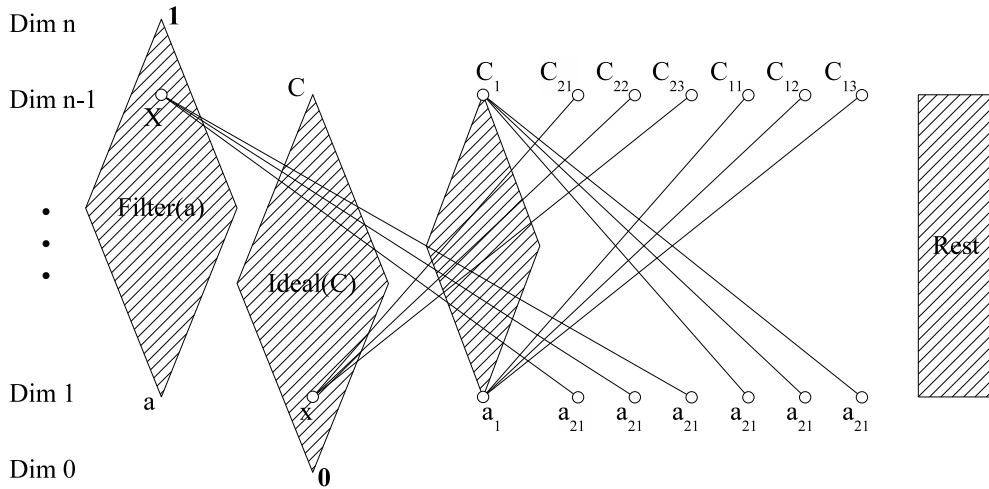 Dim n
1
Dim n-1
X
C
C₁
C₂₁
C₂₂
C₂₃
C₁₁
C₁₂
C₁₃
Filter(a)
Ideal(C)
Rest
Dim 1
a
x
a₁
a₂₁
a₂₁
a₂₁
a₂₁
a₂₁
a₂₁
Dim 0
0